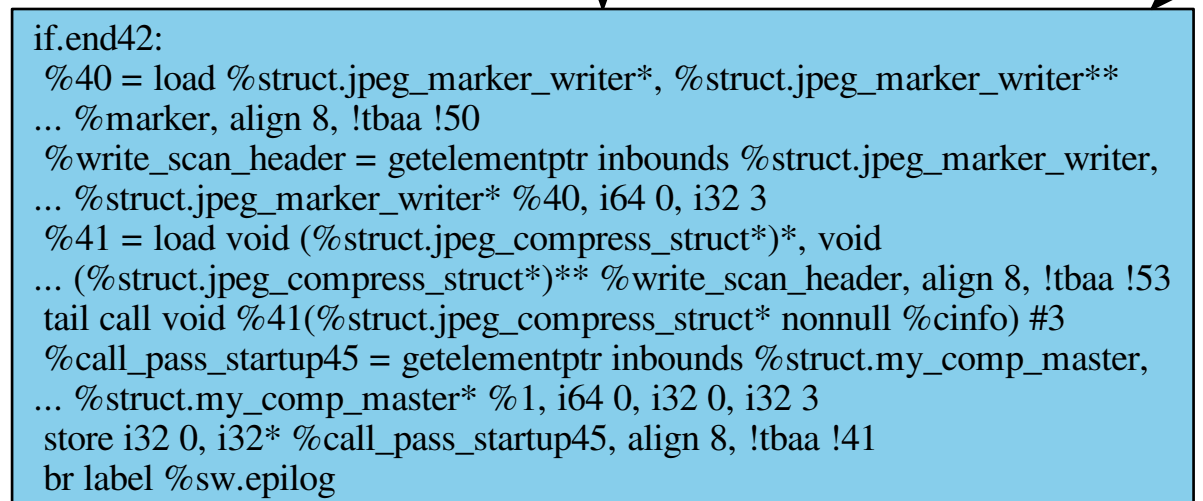 if.end42:
%40 = load %struct.jpeg_marker_writer*, %struct.jpeg_marker_writer**
... %marker, align 8, !tbaa !50
%write_scan_header = getelementptr inbounds %struct.jpeg_marker_writer,
... %struct.jpeg_marker_writer* %40, i64 0, i32 3
%41 = load void (%struct.jpeg_compress_struct*)*, void
... (%struct.jpeg_compress_struct*)** %write_scan_header, align 8, !tbaa !53
tail call void %41(%struct.jpeg_compress_struct* nonnull %cinfo) #3
%call_pass_startup45 = getelementptr inbounds %struct.my_comp_master,
... %struct.my_comp_master* %1, i64 0, i32 0, i32 3
store i32 0, i32* %call_pass_startup45, align 8, !tbaa !41
br label %sw.epilog